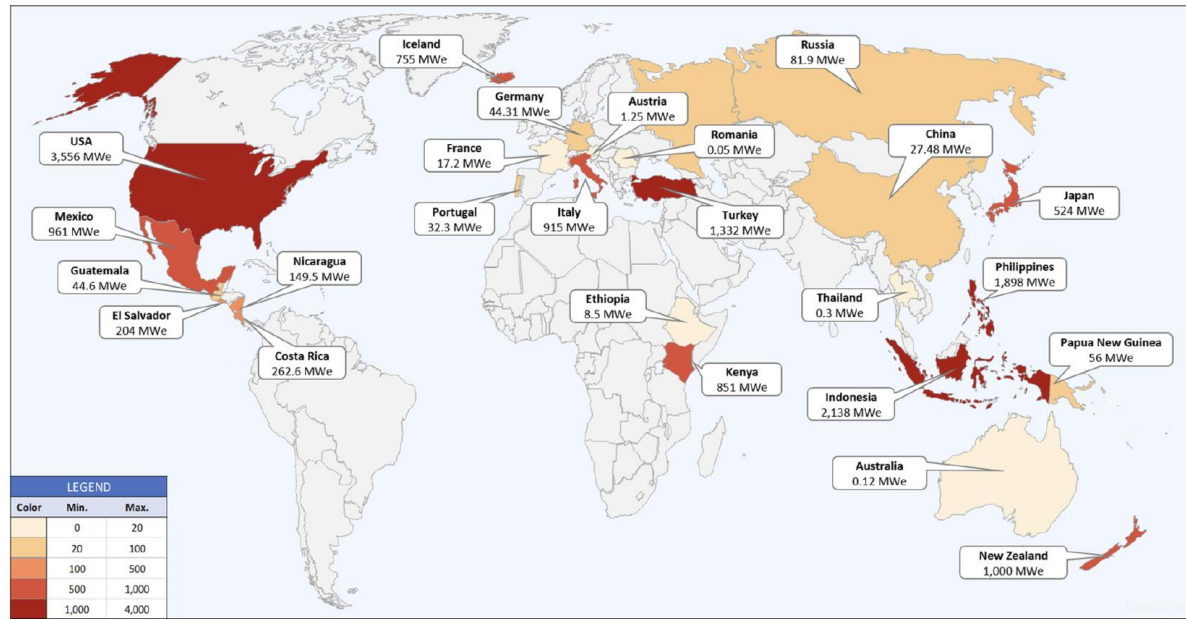 Iceland
755 MWe
Russia
81.9 MWe
Germany
44.31 MWe
Austria
1.25 MWe
USA
3,556 MWe
France
17.2 MWe
Romania
0.05 MWe
China
27.48 MWe
Mexico
961 MWe
Portugal
32.3 MWe
Italy
915 MWe
Turkey
1,332 MWe
Japan
524 MWe
Guatemala
44.6 MWe
Nicaragua
149.5 MWe
El Salvador
204 MWe
Costa Rica
262.6 MWe
Ethiopia
8.5 MWe
Kenya
851 MWe
Thailand
0.3 MWe
Philippines
1,898 MWe
Papua New Guinea
56 MWe
Indonesia
2,138 MWe
Australia
0.12 MWe
New Zealand
1,000 MWe
LEGEND
Color Min. Max.
0 20
20 100
100 500
500 1,000
1,000 4,000